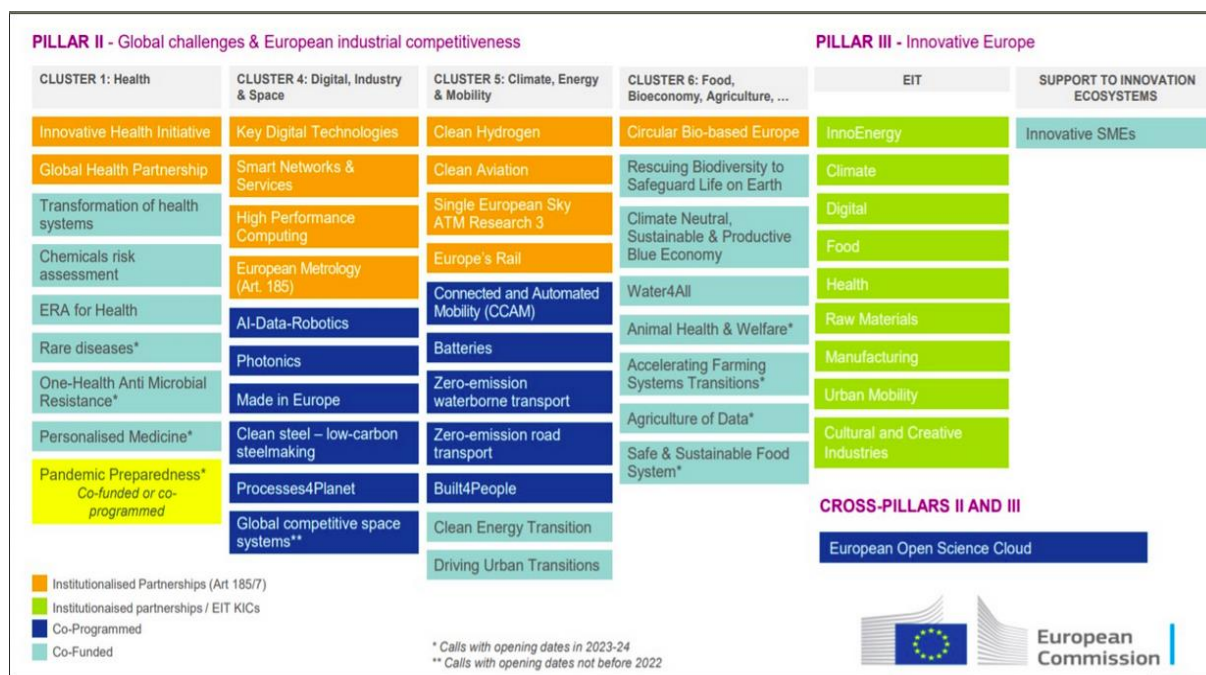 PILLAR II - Global challenges & European industrial competitiveness
CLUSTER 1: Health
Innovative Health Initiative
Global Health Partnership
Transformation of health
systems
Chemicals risk
assessment
ERA for Health
Rare diseases*
One-Health Anti Microbial
Resistance*
Personalised Medicine*
Pandemic Preparedness*
Co-funded or co-
programmed
CLUSTER 4: Digital, Industry
& Space
Key Digital Technologies
Smart Networks &
Services
High Performance
Computing
European Metrology
(Art. 185)
AI-Data-Robotics
Photonics
Made in Europe
Clean steel – low-carbon
steelmaking
Processes4Planet
Global competitive space
systems**
CLUSTER 5: Climate, Energy
& Mobility
Clean Hydrogen
Clean Aviation
Single European Sky
ATM Research 3
Europe's Rail
Connected and Automated
Mobility (CCAM)
Batteries
Zero-emission
waterborne transport
Zero-emission road
transport
Built4People
Clean Energy Transition
Driving Urban Transitions
CLUSTER 6: Food,
Bioeconomy, Agriculture, ...
Circular Bio-based Europe
Rescuing Biodiversity to
Safeguard Life on Earth
Climate Neutral,
Sustainable & Productive
Blue Economy
Water4All
Animal Health & Welfare*
Accelerating Farming
Systems Transitions*
Agriculture of Data*
Safe & Sustainable Food
System*
PILLAR III - Innovative Europe
EIT
InnoEnergy
Climate
Digital
Food
Health
Raw Materials
Manufacturing
Urban Mobility
Cultural and Creative
Industries
SUPPORT TO INNOVATION
ECOSYSTEMS
Innovative SMEs
CROSS-PILLARS II AND III
European Open Science Cloud
Institutionalised Partnerships (Art 185/7)
Institutionaised partnerships / EIT KICs
Co-Programmed
Co-Funded
* Calls with opening dates in 2023-24
** Calls with opening dates not before 2022
European
Commission